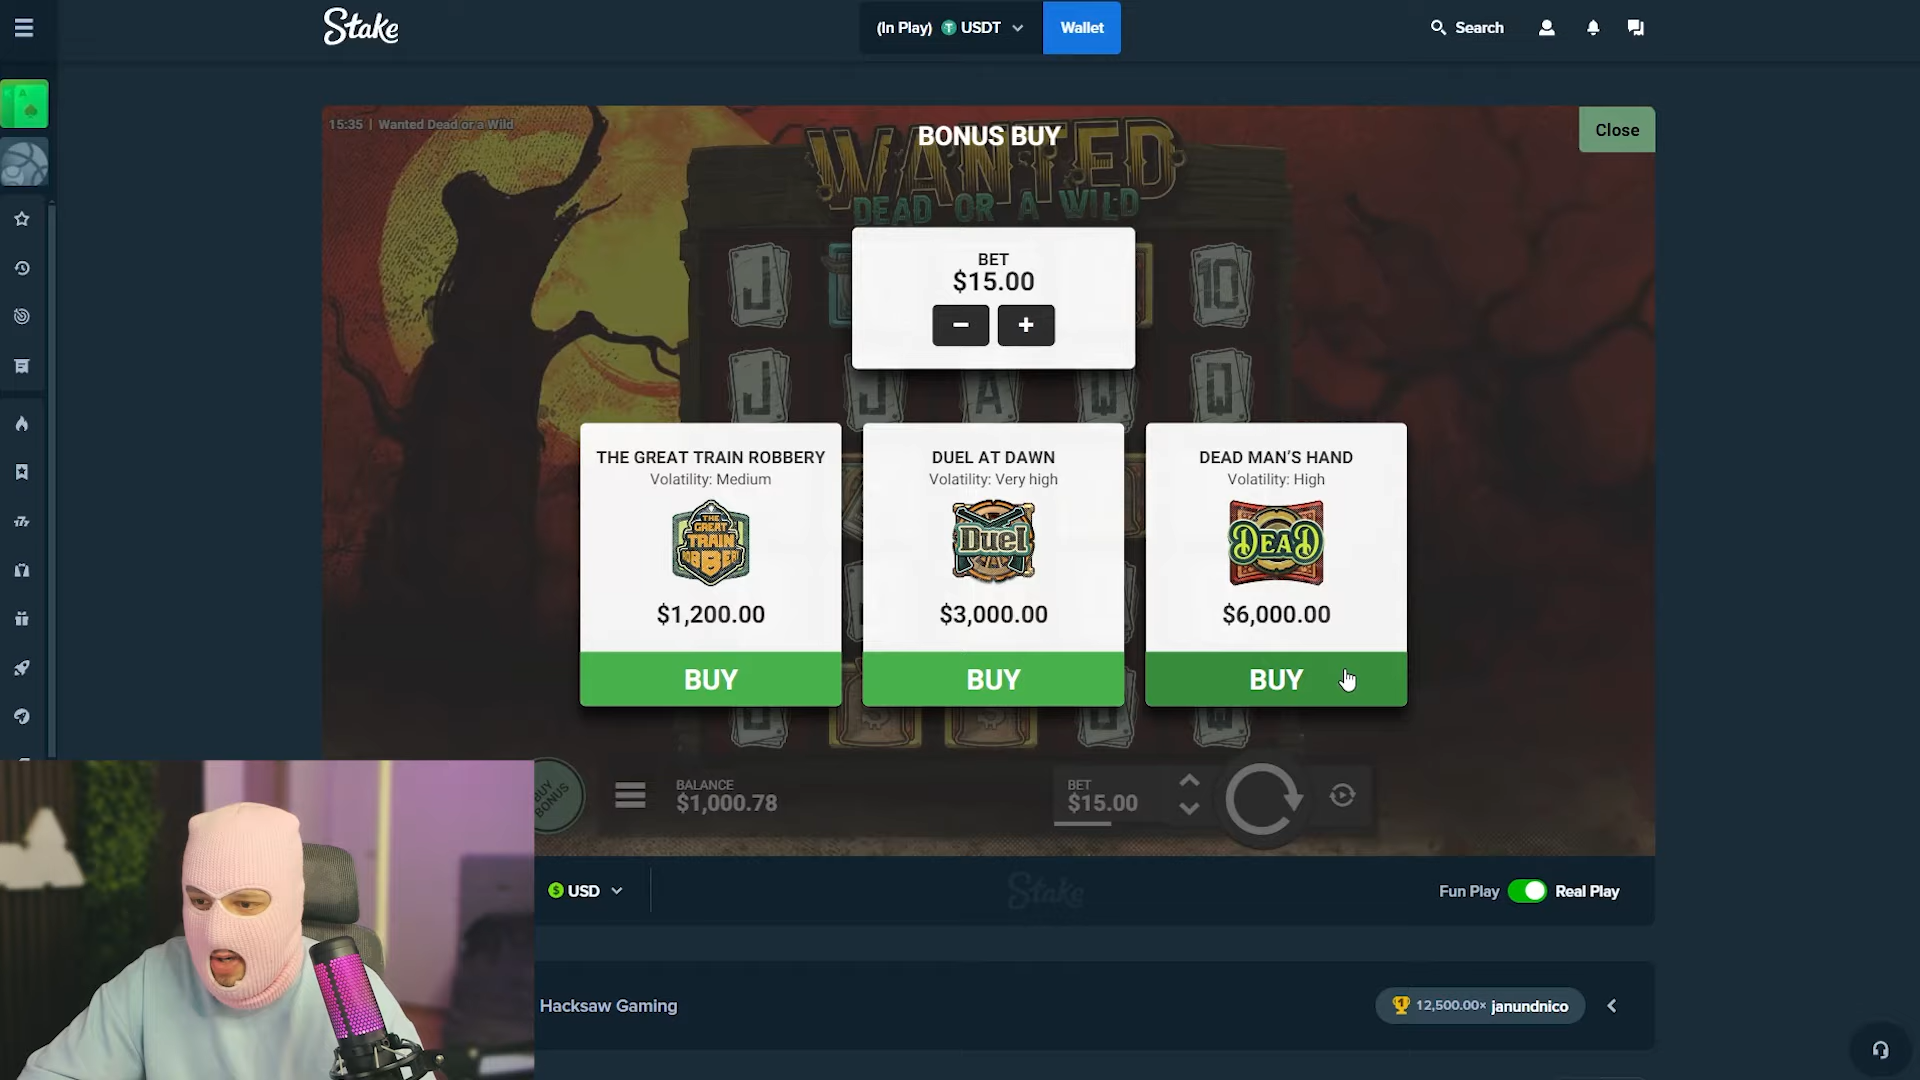 Stake
(In Play) USDT
Wallet
Search
15:35 | Wanted Dead or a Wild
BONUS BUY
Close
WANTED
DEAD OR A WILD
BET
$15.00
− +
J 10
J J A Q
THE GREAT TRAIN ROBBERY
Volatility: Medium
THE GREAT TRAIN ROBBERY
$1,200.00
BUY
DUEL AT DAWN
Volatility: Very high
Duel
$3,000.00
BUY
DEAD MAN'S HAND
Volatility: High
DEAD
$6,000.00
BUY
BUY BONUS
BALANCE
$1,000.78
BET
$15.00
USD
Stake
Fun Play
Real Play
Hacksaw Gaming
12,500.00× janundnico